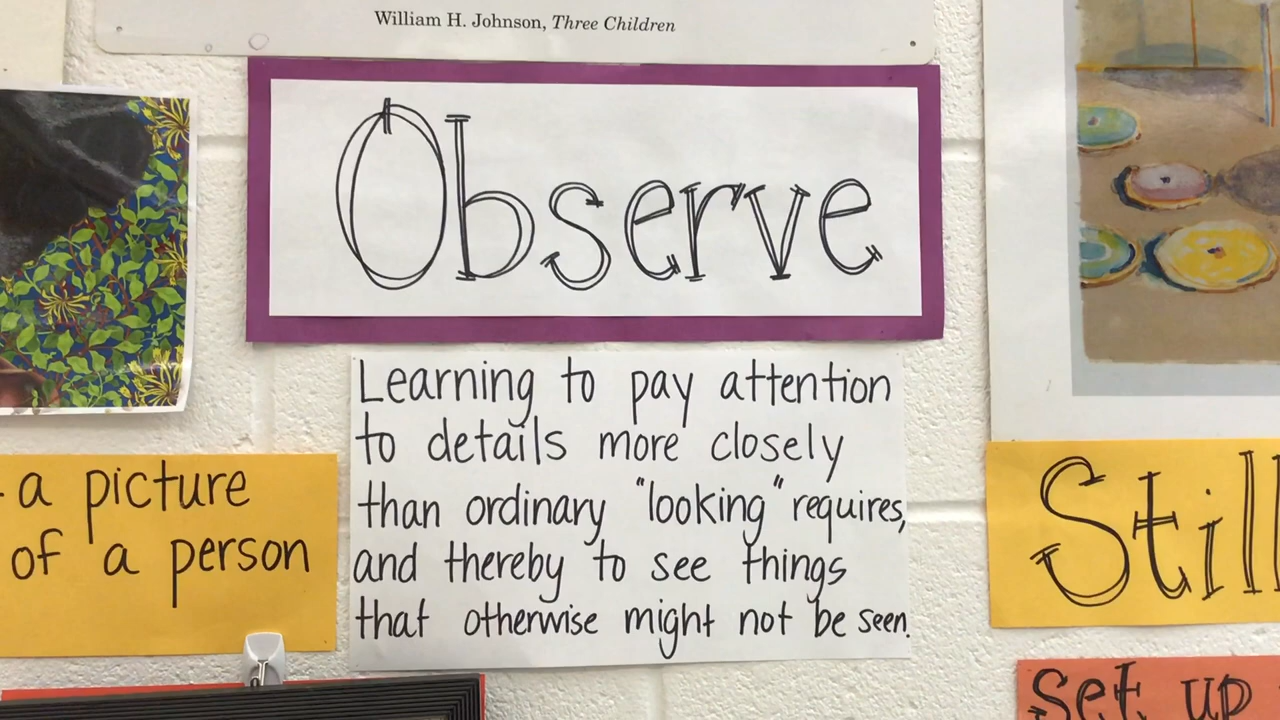 William H. Johnson, Three Children
Observe
Learning to pay attention
to details more closely
than ordinary "looking" requires,
and thereby to see things
that otherwise might not be seen.
- a picture
of a person
Still
Set up